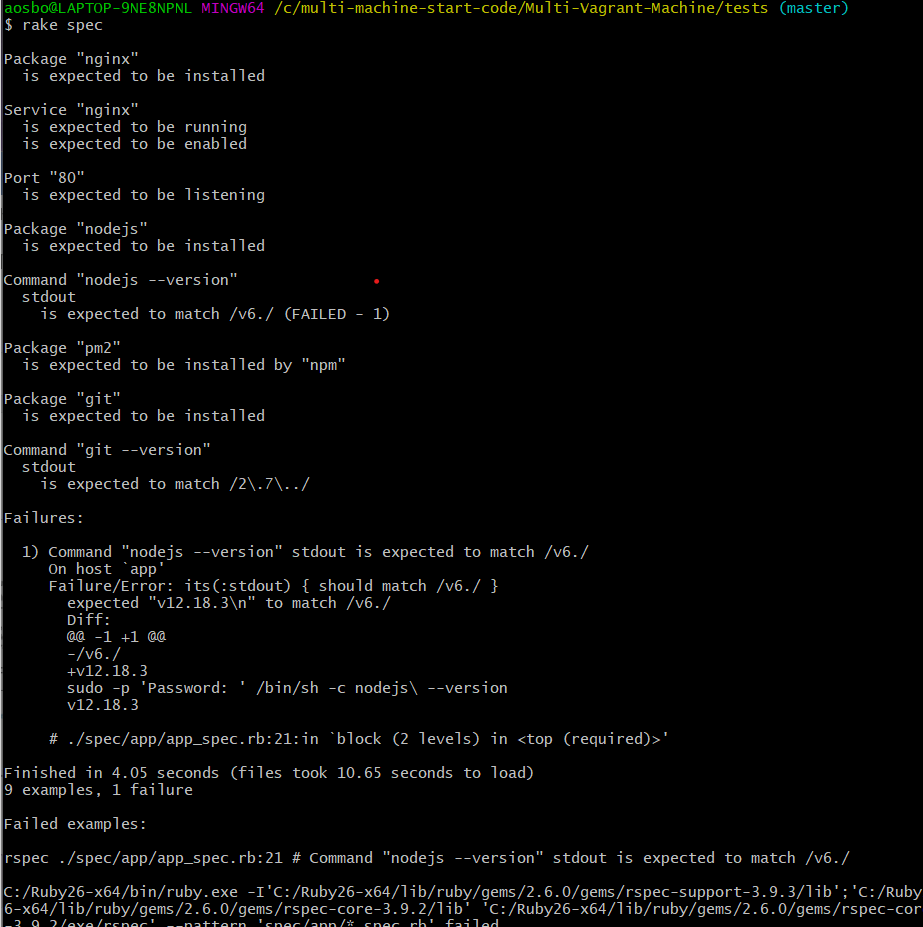 aosbo@LAPTOP-9NE8NPNL MINGW64 /c/multi-machine-start-code/Multi-Vagrant-Machine/tests (master)
$ rake spec
Package "nginx"
is expected to be installed
Service "nginx"
is expected to be running
is expected to be enabled
Port "80"
is expected to be listening
Package "nodejs"
is expected to be installed
Command "nodejs --version"
stdout
is expected to match /v6./ (FAILED - 1)
Package "pm2"
is expected to be installed by "npm"
Package "git"
is expected to be installed
Command "git --version"
stdout
is expected to match /2\.7\../
Failures:
1) Command "nodejs --version" stdout is expected to match /v6./
On host `app'
Failure/Error: its(:stdout) { should match /v6./ }
expected "v12.18.3\n" to match /v6./
Diff:
@@ -1 +1 @@
-/v6./
+v12.18.3
sudo -p 'Password: ' /bin/sh -c nodejs\ --version
v12.18.3
# ./spec/app/app_spec.rb:21:in `block (2 levels) in <top (required)>'
Finished in 4.05 seconds (files took 10.65 seconds to load)
9 examples, 1 failure
Failed examples:
rspec ./spec/app/app_spec.rb:21 # Command "nodejs --version" stdout is expected to match /v6./
C:/Ruby26-x64/bin/ruby.exe -I'C:/Ruby26-x64/lib/ruby/gems/2.6.0/gems/rspec-support-3.9.3/lib';'C:/Ruby2
6-x64/lib/ruby/gems/2.6.0/gems/rspec-core-3.9.2/lib' 'C:/Ruby26-x64/lib/ruby/gems/2.6.0/gems/rspec-cor
-3.9.2/exe/rspec' --pattern 'spec/app/*_spec.rb' failed